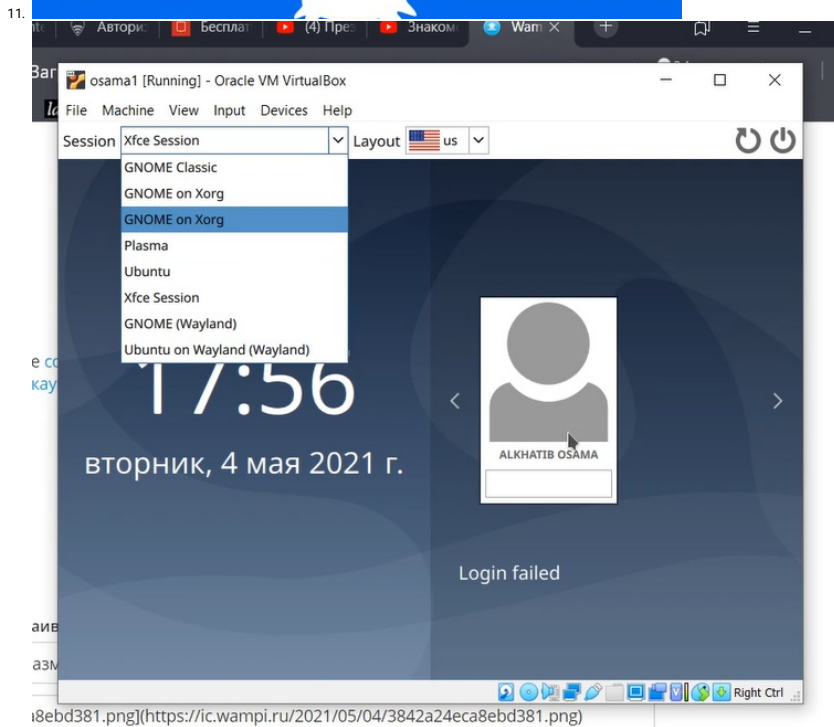 11.
Автори
Бесплат
(4) През
Знаком
Wam
Заг
osama1 [Running] - Oracle VM VirtualBox
File Machine View Input Devices Help
Session Xfce Session Layout us
GNOME Classic
GNOME on Xorg
GNOME on Xorg
Plasma
Ubuntu
Xfce Session
GNOME (Wayland)
Ubuntu on Wayland (Wayland)
17:56
вторник, 4 мая 2021 г.
ALKHATIB OSAMA
Login failed
Right Ctrl
a8ebd381.png](https://ic.wampi.ru/2021/05/04/3842a24eca8ebd381.png)